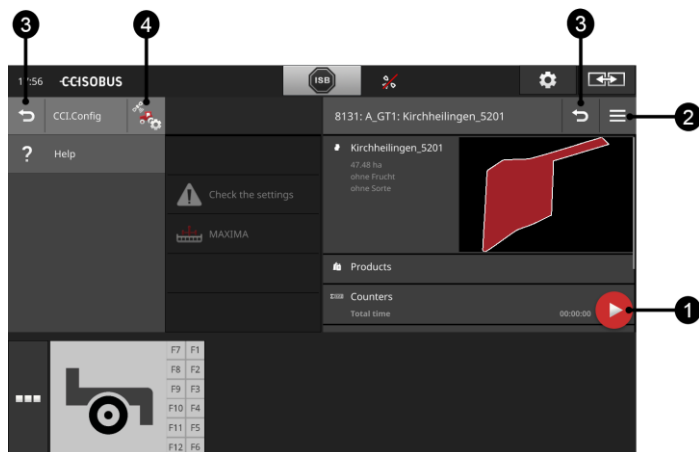 3
4
3
17:56
CCISOBUS
ISB
CCI.Config
8131: A_GT1: Kirchheilingen_5201
2
? Help
Kirchheilingen_5201
47.48 ha
ohne Frucht
ohne Sorte
Check the settings
MAXIMA
Products
Counters
Total time 00:00:00
1
F7 F1
F8 F2
F9 F3
F10 F4
F11 F5
F12 F6